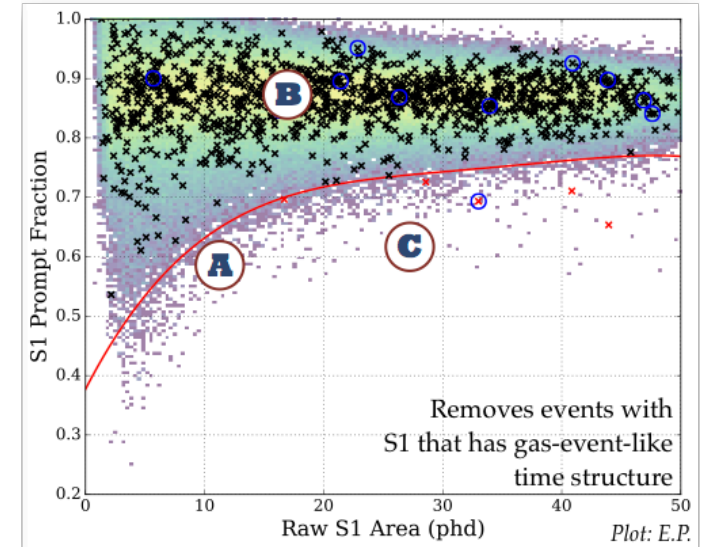 1.0
0.9
0.8
0.7
0.6
0.5
0.4
0.3
0.2
0
10
20
30
40
50
S1 Prompt Fraction
Raw S1 Area (phd)
B
A
C
Removes events with
S1 that has gas-event-like
time structure
Plot: E.P.